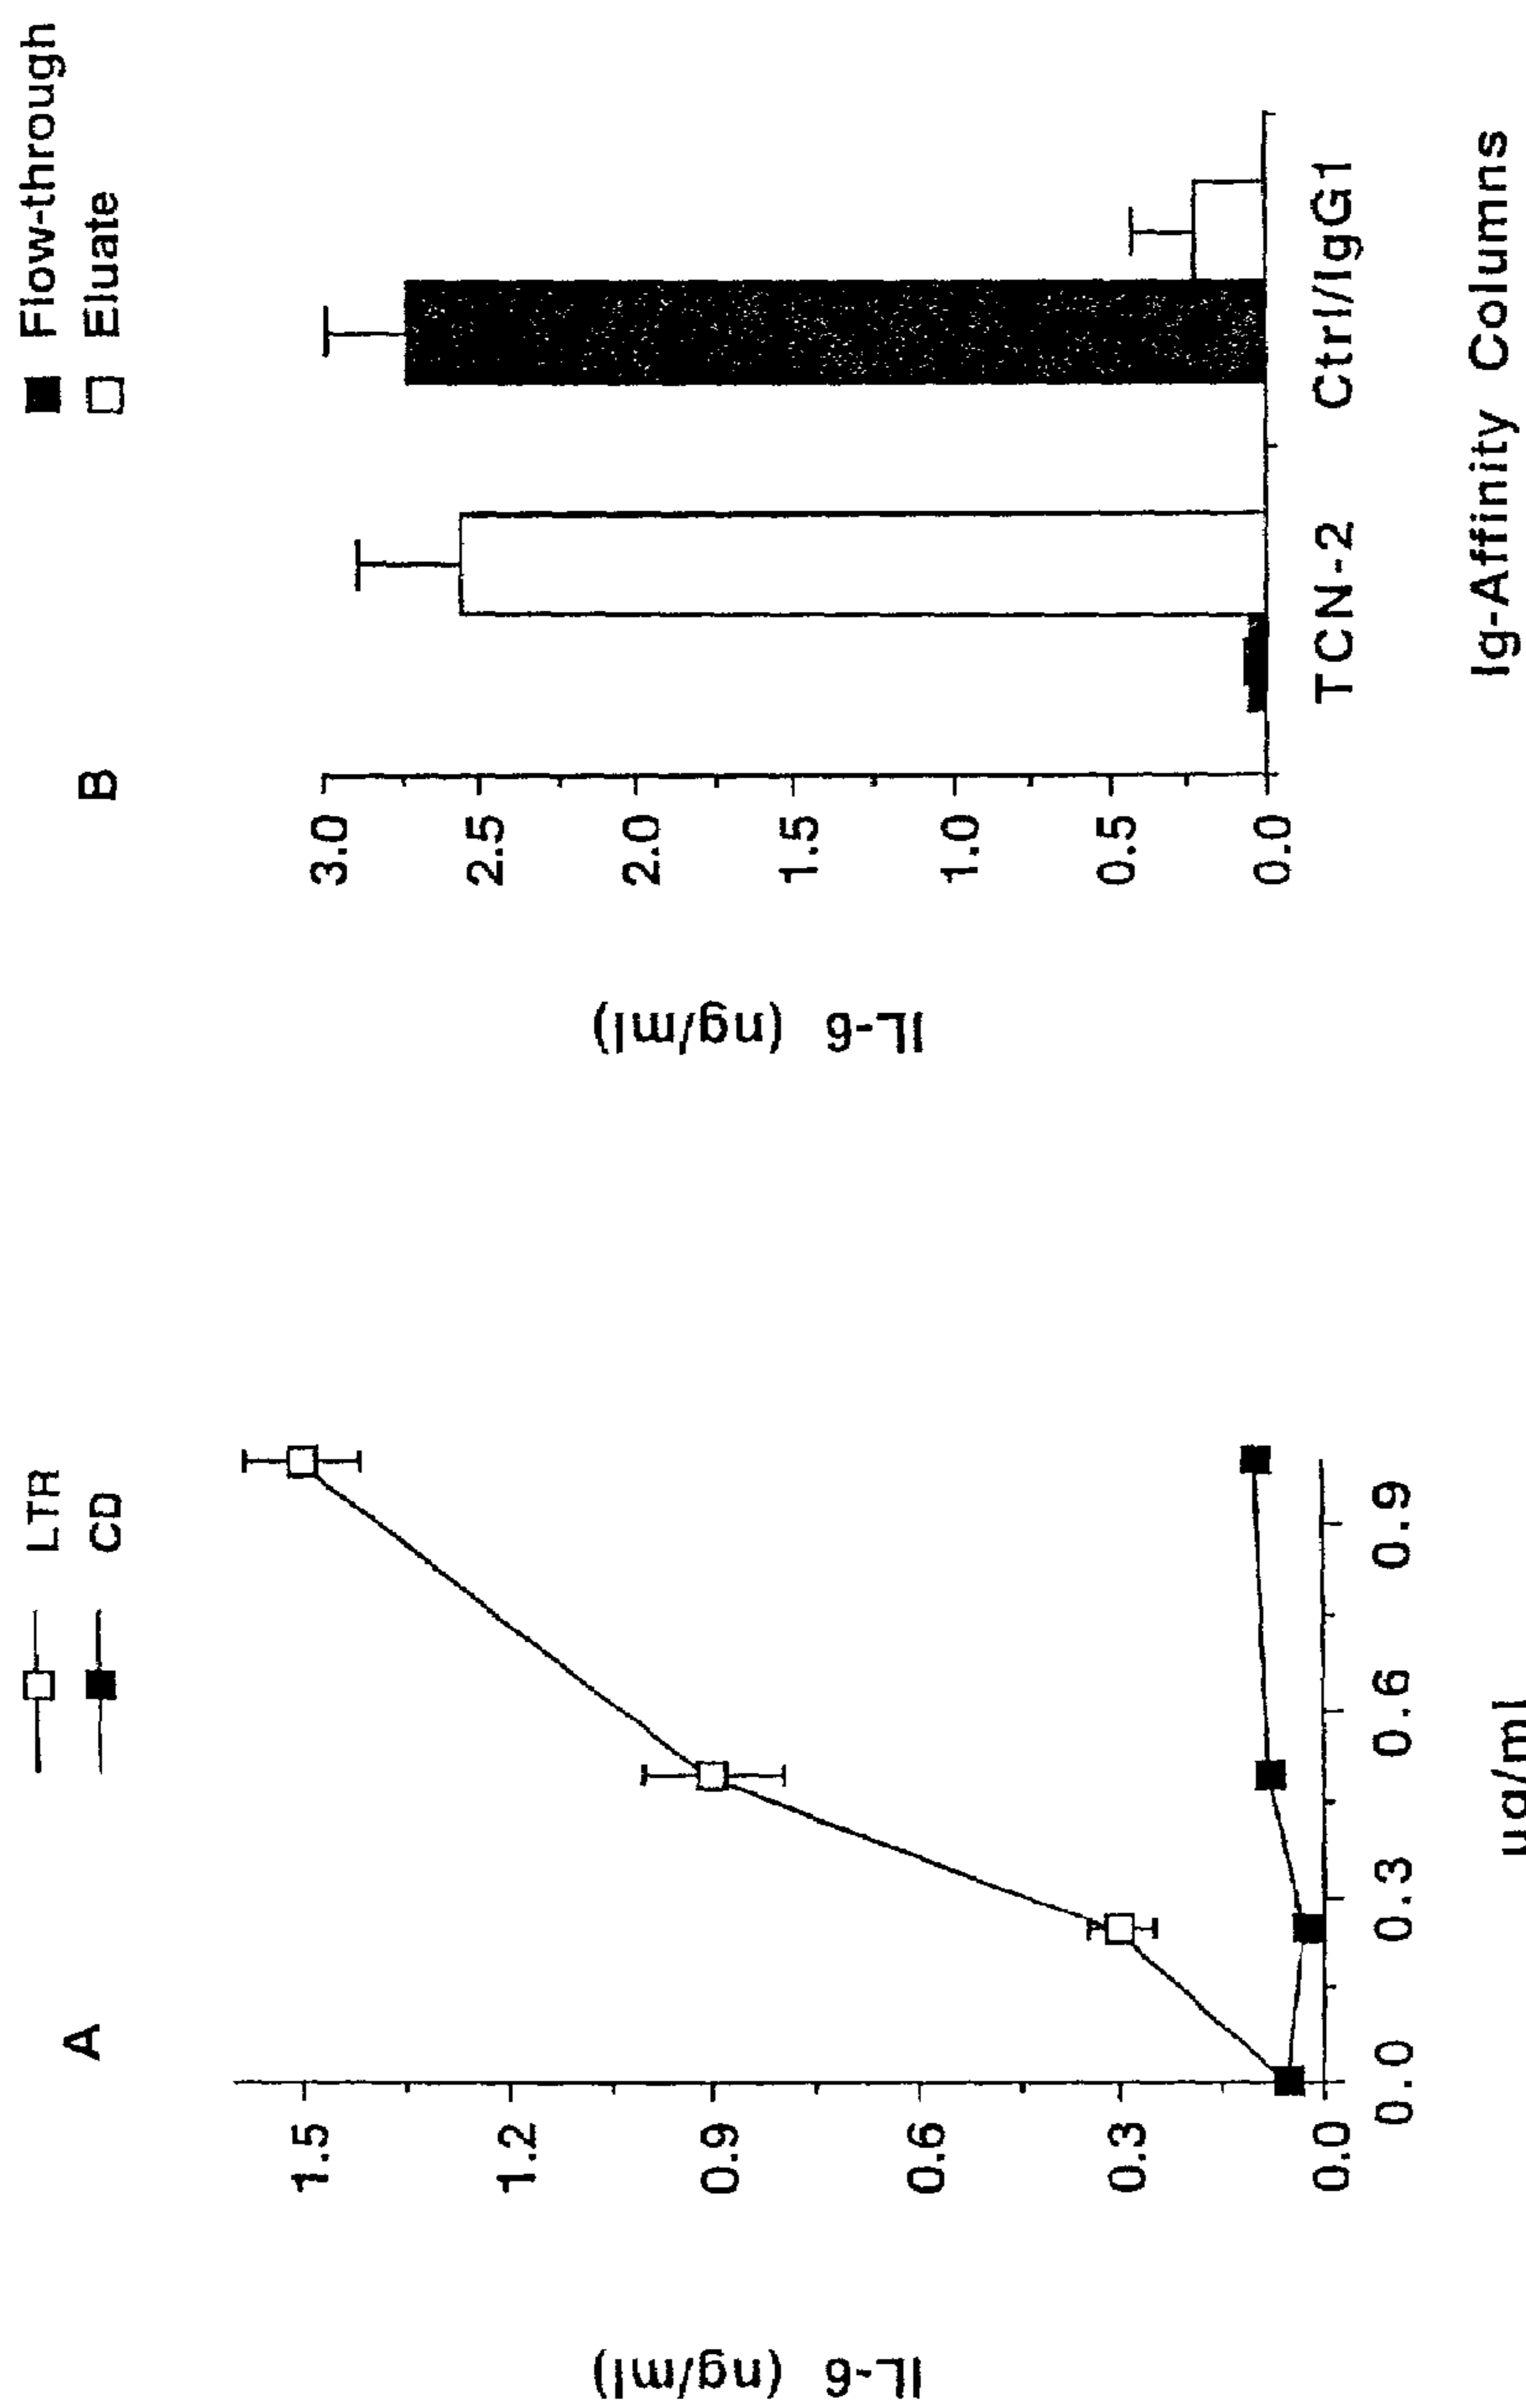 A
LTR
CD
IL-6 (ng/ml)
1.5
1.2
0.9
0.6
0.3
0.0
0.0 0.3 0.6 0.9
µg/ml
B
Flow-through
Eluate
IL-6 (ng/ml)
3.0
2.5
2.0
1.5
1.0
0.5
0.0
TCN-2 Ctrl/IgG1
Ig-Affinity Columns